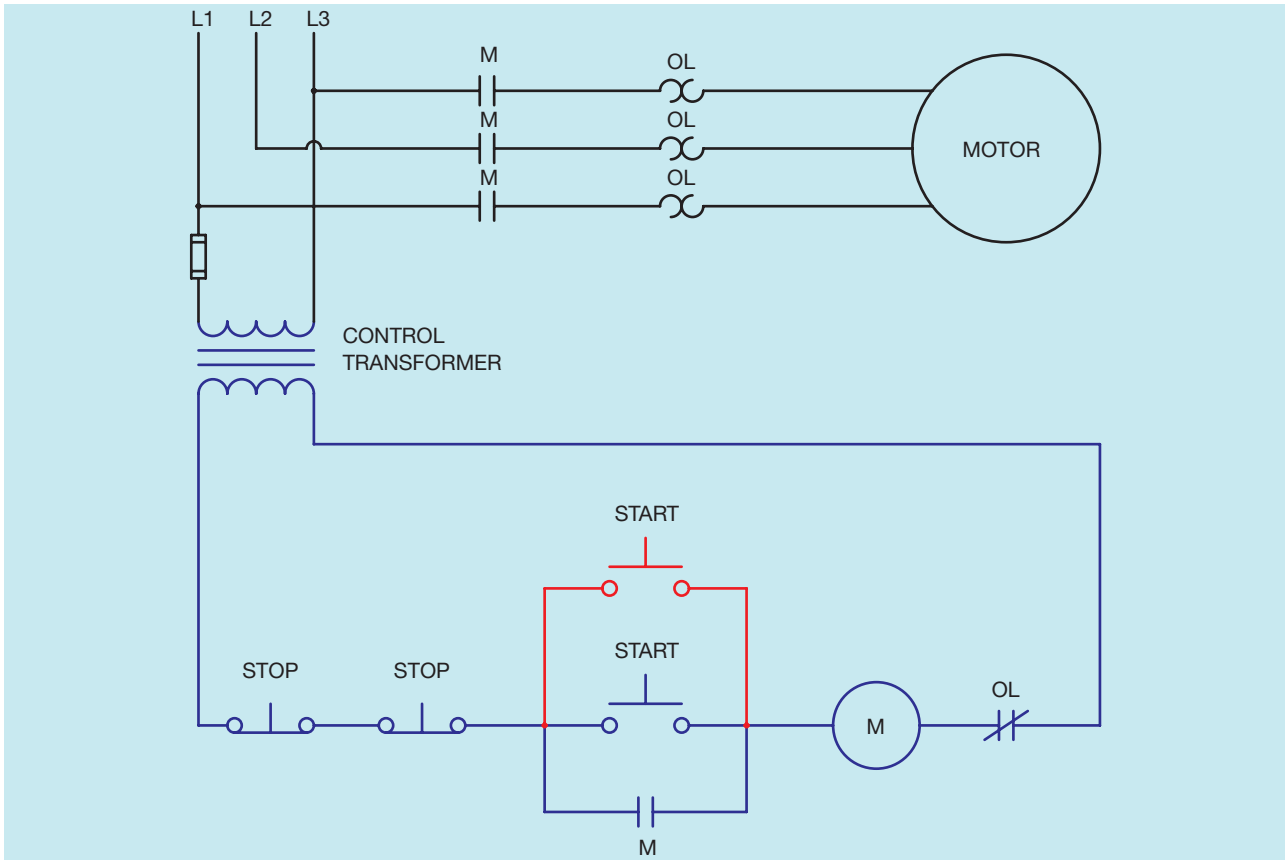 L1 L2 L3
M OL
M OL
MOTOR
M OL
CONTROL
TRANSFORMER
START
START
STOP STOP
OL
M
M